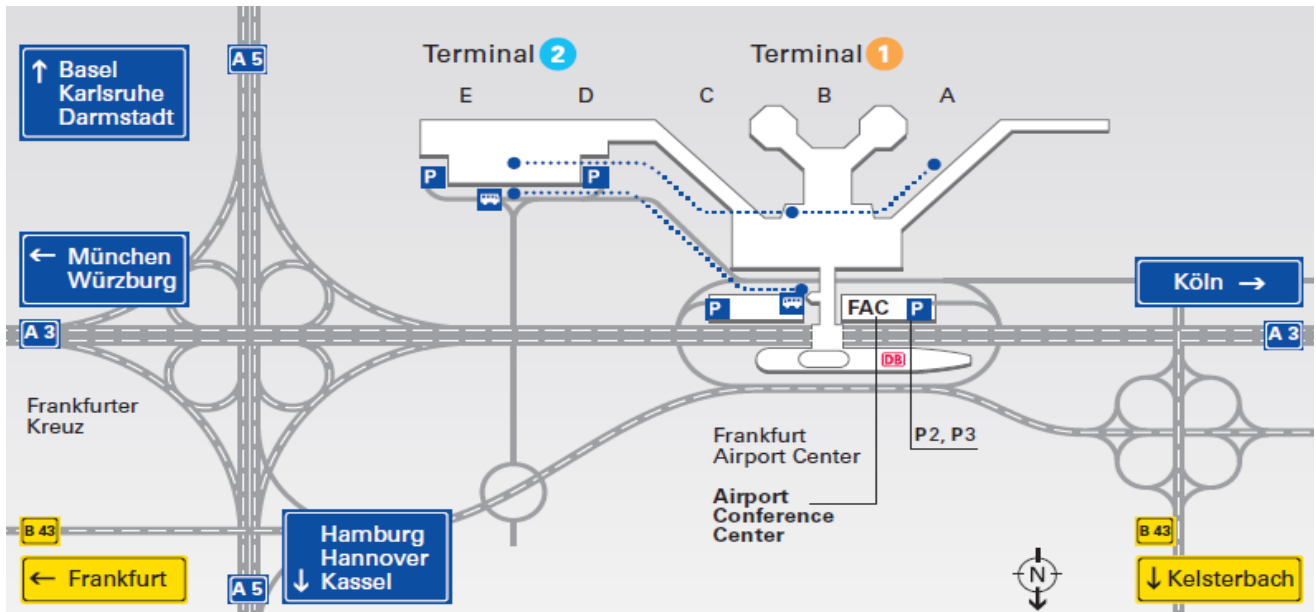 Terminal 2
Terminal 1
E
D
C
B
A
A 5
↑ Basel
Karlsruhe
Darmstadt
P
P
← München
Würzburg
Köln →
A 3
P
FAC
P
A 3
DB
Frankfurter
Kreuz
Frankfurt
Airport Center
P2, P3
Airport
Conference
Center
B 43
← Frankfurt
A 5
Hamburg
Hannover
↓ Kassel
N
B 43
↓ Kelsterbach